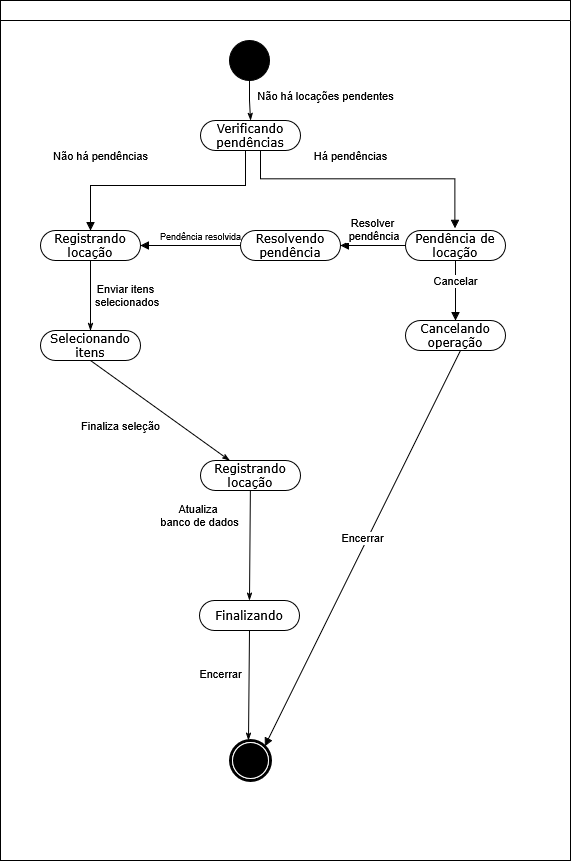 Não há locações pendentes
Verificando
pendências
Não há pendências
Há pendências
Registrando
locação
Pendência resolvida
Resolvendo
pendência
Resolver
pendência
Pendência de
locação
Enviar itens
selecionados
Cancelar
Selecionando
itens
Cancelando
operação
Finaliza seleção
Registrando
locação
Atualiza
banco de dados
Encerrar
Finalizando
Encerrar